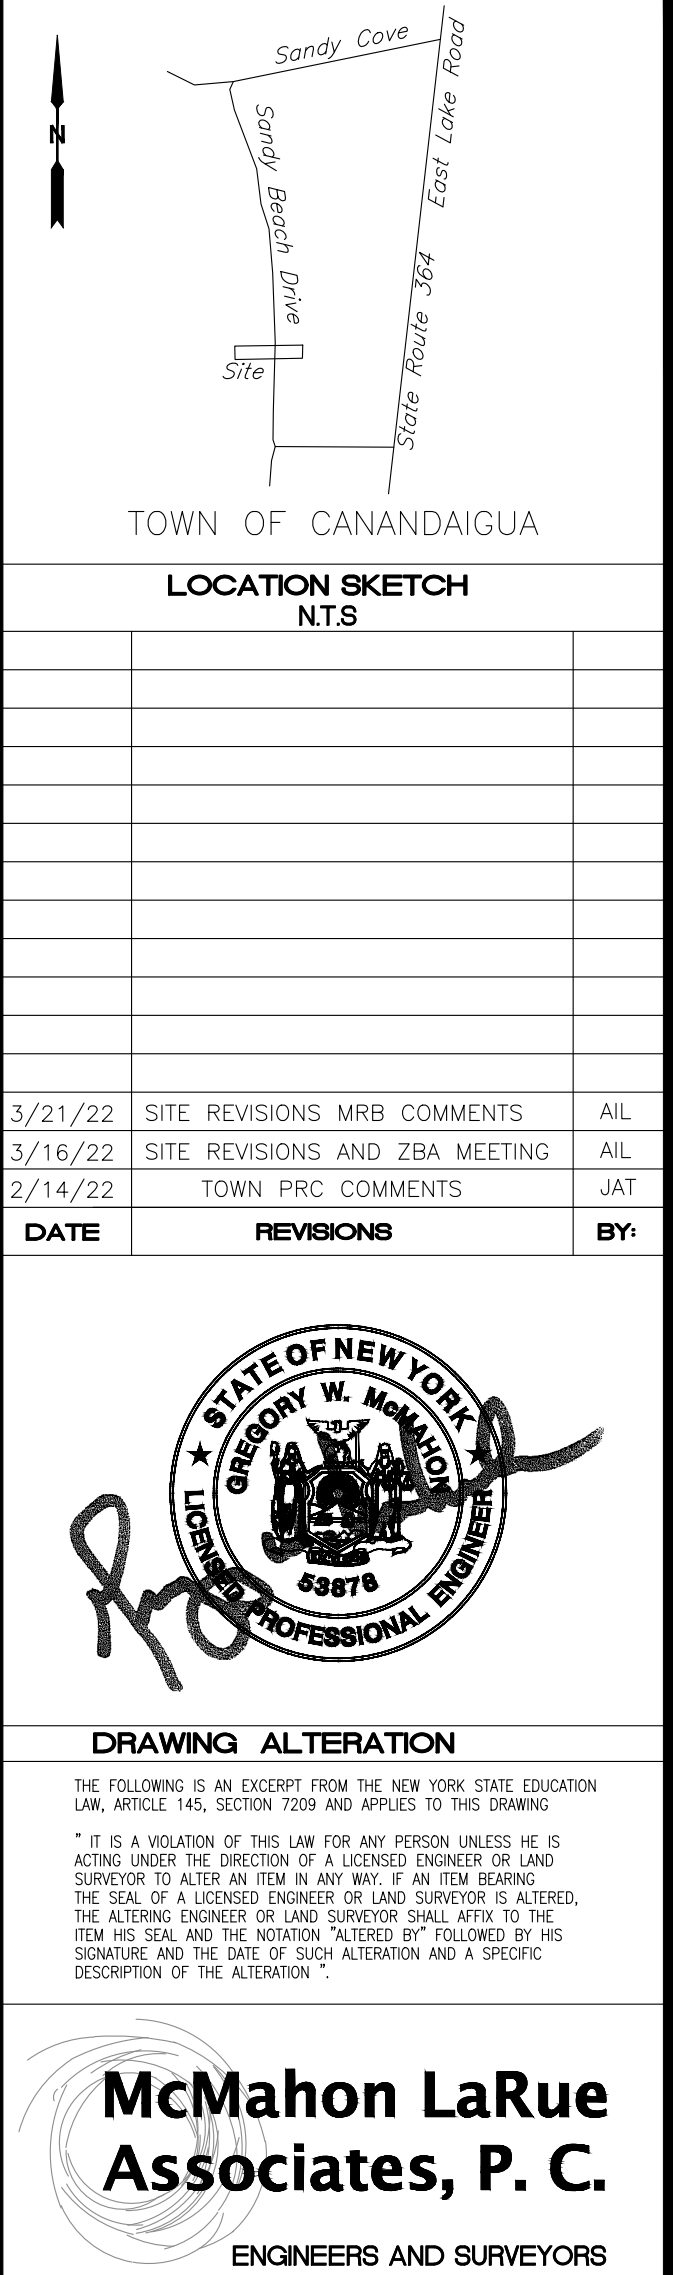 Sandy Cove
East Lake Road
N
Sandy Beach Drive
State Route 364
Site
TOWN OF CANANDAIGUA
LOCATION SKETCH
N.T.S
3/21/22 SITE REVISIONS MRB COMMENTS AIL
3/16/22 SITE REVISIONS AND ZBA MEETING AIL
2/14/22 TOWN PRC COMMENTS JAT
DATE REVISIONS BY:
STATE OF NEW YORK
GREGORY W. McMAHON
53878
LICENSED PROFESSIONAL ENGINEER
DRAWING ALTERATION
THE FOLLOWING IS AN EXCERPT FROM THE NEW YORK STATE EDUCATION
LAW, ARTICLE 145, SECTION 7209 AND APPLIES TO THIS DRAWING
" IT IS A VIOLATION OF THIS LAW FOR ANY PERSON UNLESS HE IS
ACTING UNDER THE DIRECTION OF A LICENSED ENGINEER OR LAND
SURVEYOR TO ALTER AN ITEM IN ANY WAY. IF AN ITEM BEARING
THE SEAL OF A LICENSED ENGINEER OR LAND SURVEYOR IS ALTERED,
THE ALTERING ENGINEER OR LAND SURVEYOR SHALL AFFIX TO THE
ITEM HIS SEAL AND THE NOTATION "ALTERED BY" FOLLOWED BY HIS
SIGNATURE AND THE DATE OF SUCH ALTERATION AND A SPECIFIC
DESCRIPTION OF THE ALTERATION ".
McMahon LaRue
Associates, P. C.
ENGINEERS AND SURVEYORS